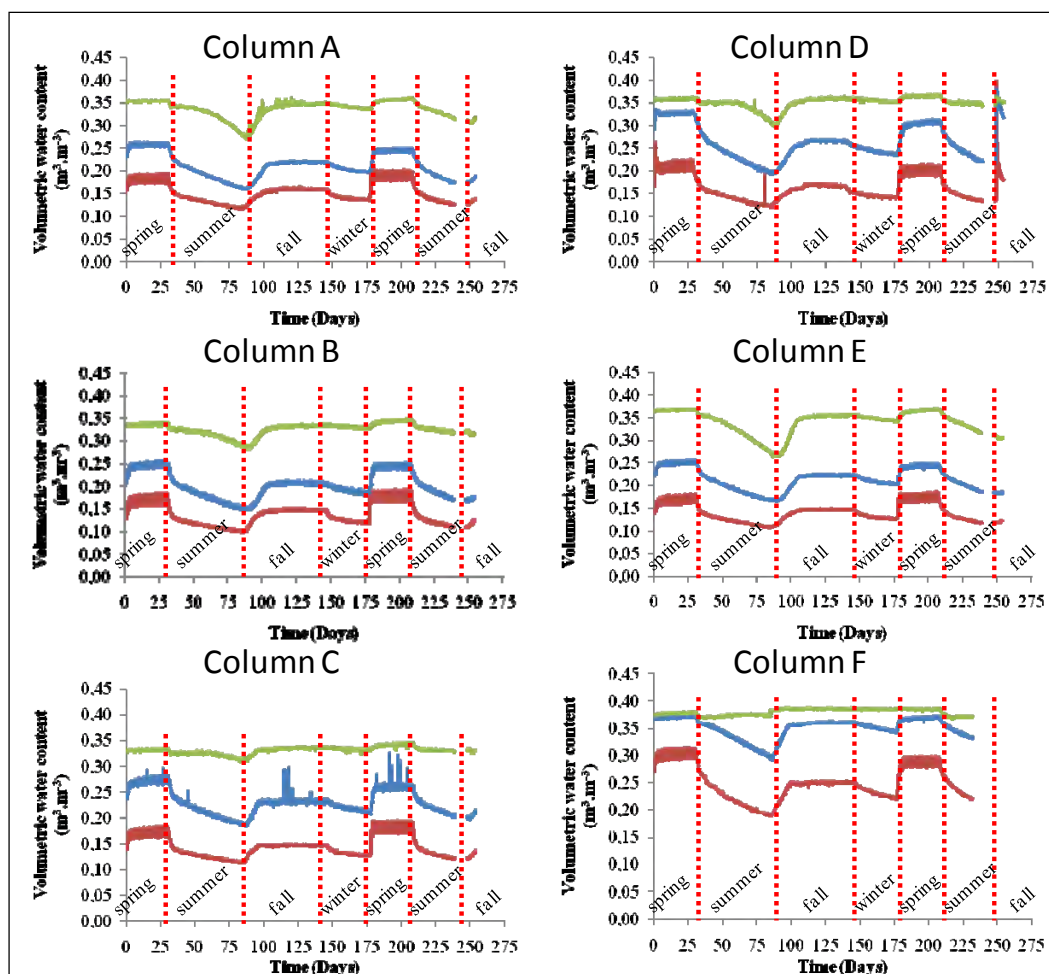 Column A
Volumetric water content
(m³.m⁻³)
0.45
0.40
0.35
0.30
0.25
0.20
0.15
0.10
0.05
0.00
spring
summer
fall
winter
spring
summer
fall
0 25 50 75 100 125 150 175 200 225 250 275
Time (Days)
Column D
Volumetric water content
(m³.m⁻³)
0.45
0.40
0.35
0.30
0.25
0.20
0.15
0.10
0.05
0.00
spring
summer
fall
winter
spring
summer
fall
0 25 50 75 100 125 150 175 200 225 250 275
Time (Days)
Column B
Volumetric water content
(m³.m⁻³)
0.45
0.40
0.35
0.30
0.25
0.20
0.15
0.10
0.05
0.00
spring
summer
fall
winter
spring
summer
fall
0 25 50 75 100 125 150 175 200 225 250 275
Time (Days)
Column E
Volumetric water content
(m³.m⁻³)
0.45
0.40
0.35
0.30
0.25
0.20
0.15
0.10
0.05
0.00
spring
summer
fall
winter
spring
summer
fall
0 25 50 75 100 125 150 175 200 225 250 275
Time (Days)
Column C
Volumetric water content
(m³.m⁻³)
0.45
0.40
0.35
0.30
0.25
0.20
0.15
0.10
0.05
0.00
spring
summer
fall
winter
spring
summer
fall
0 25 50 75 100 125 150 175 200 225 250 275
Time (Days)
Column F
Volumetric water content
(m³.m⁻³)
0.45
0.40
0.35
0.30
0.25
0.20
0.15
0.10
0.05
0.00
spring
summer
fall
winter
spring
summer
fall
0 25 50 75 100 125 150 175 200 225 250 275
Time (Days)